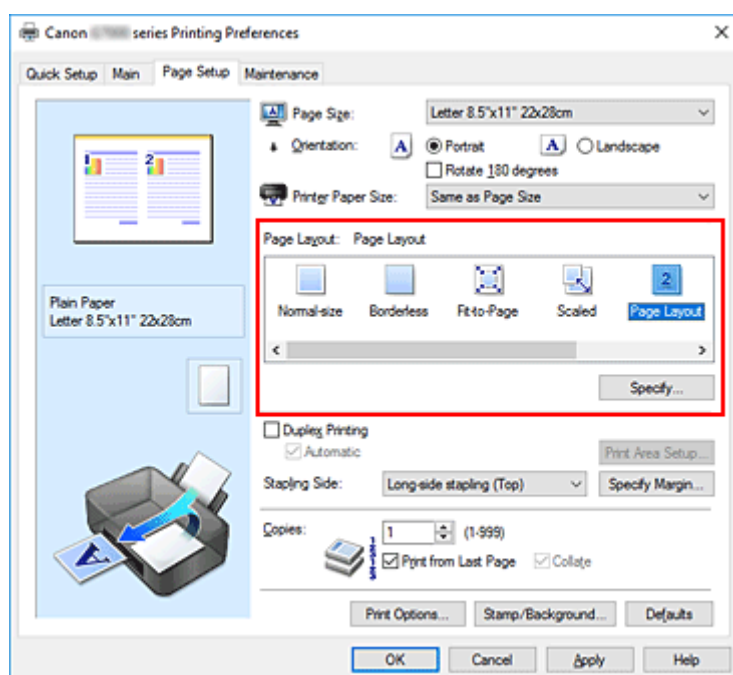 Canon series Printing Preferences
Quick Setup Main Page Setup Maintenance
1 2
Plain Paper
Letter 8.5"x11" 22x28cm
Page Size: Letter 8.5"x11" 22x28cm
Orientation: A Portrait A Landscape
Rotate 180 degrees
Printer Paper Size: Same as Page Size
Page Layout: Page Layout
2
Normal-size Borderless Fit-to-Page Scaled Page Layout
Specify...
Duplex Printing
Automatic Print Area Setup...
Stapling Side: Long-side stapling (Top) Specify Margin...
Copies: 1 (1-999)
Print from Last Page Collate
Print Options... Stamp/Background... Defaults
OK Cancel Apply Help